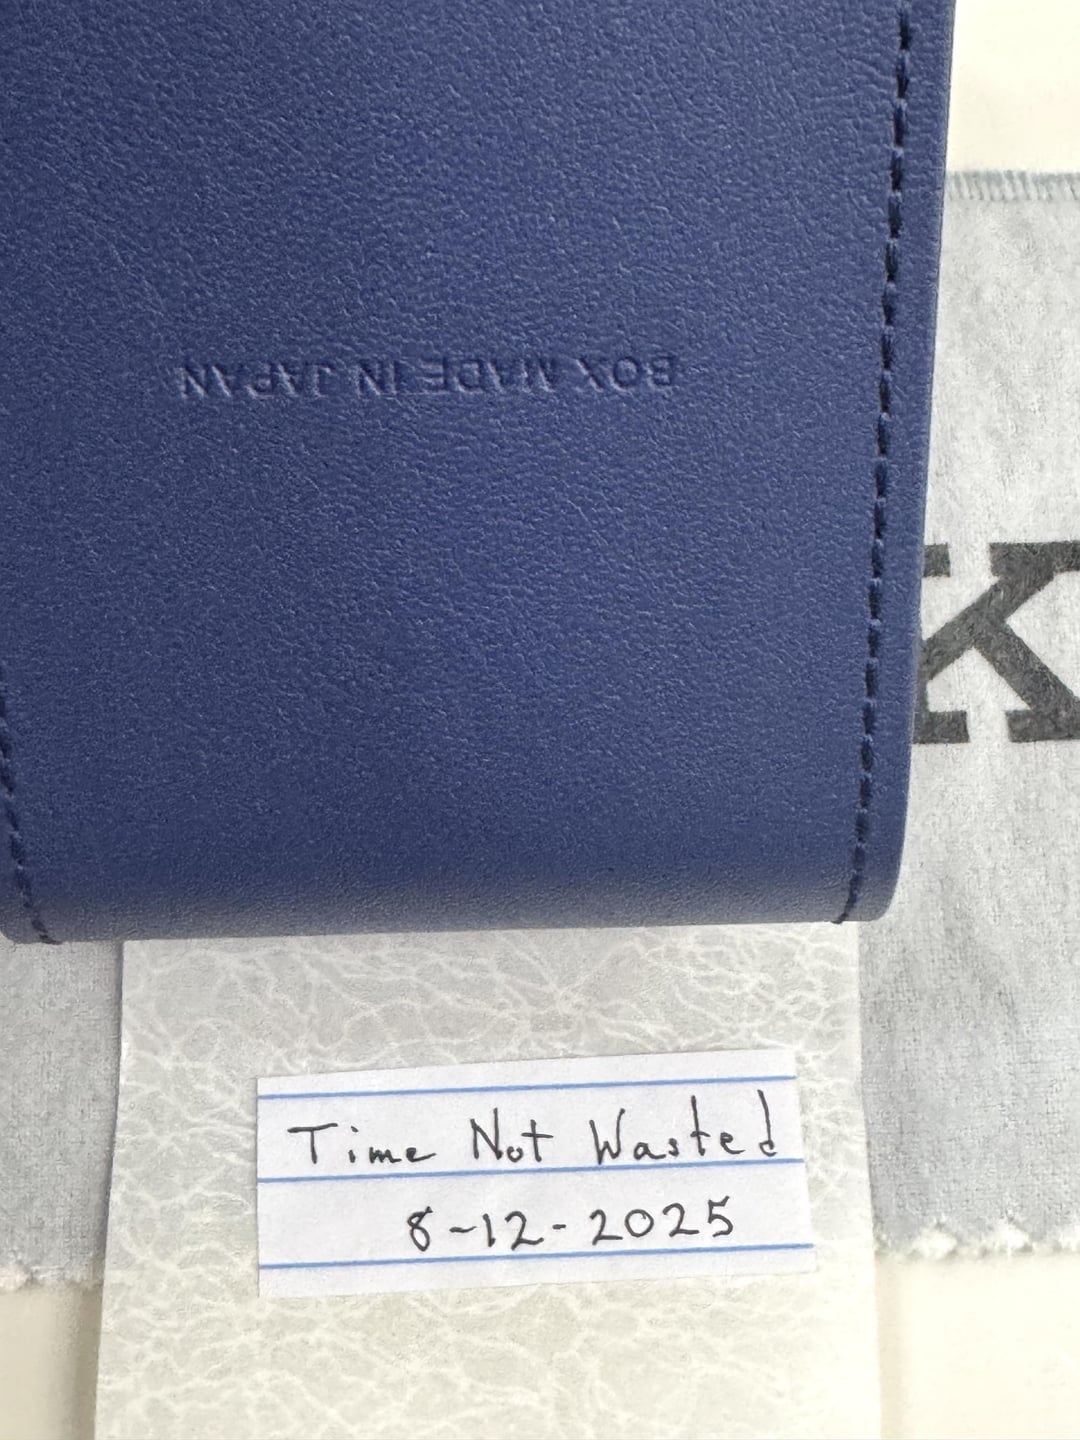 BOX MADE IN JAPAN
K
Time Not Wasted
8-12-2025